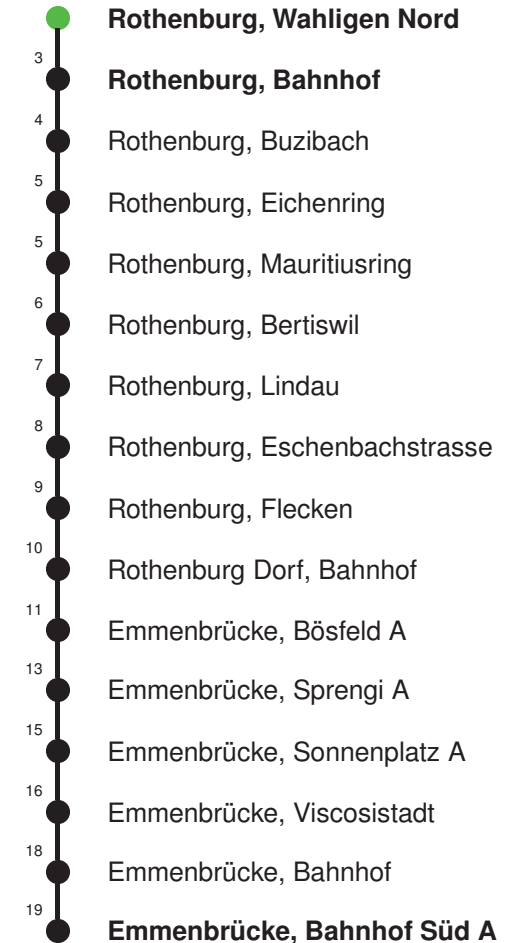 Rothenburg, Wahligen Nord
3
Rothenburg, Bahnhof
4
Rothenburg, Buzibach
5
Rothenburg, Eichenring
5
Rothenburg, Mauritiusring
6
Rothenburg, Bertiswil
7
Rothenburg, Lindau
8
Rothenburg, Eschenbachstrasse
9
Rothenburg, Flecken
10
Rothenburg Dorf, Bahnhof
11
Emmenbrücke, Bösfeld A
13
Emmenbrücke, Sprengi A
15
Emmenbrücke, Sonnenplatz A
16
Emmenbrücke, Viscosistadt
18
Emmenbrücke, Bahnhof
19
Emmenbrücke, Bahnhof Süd A